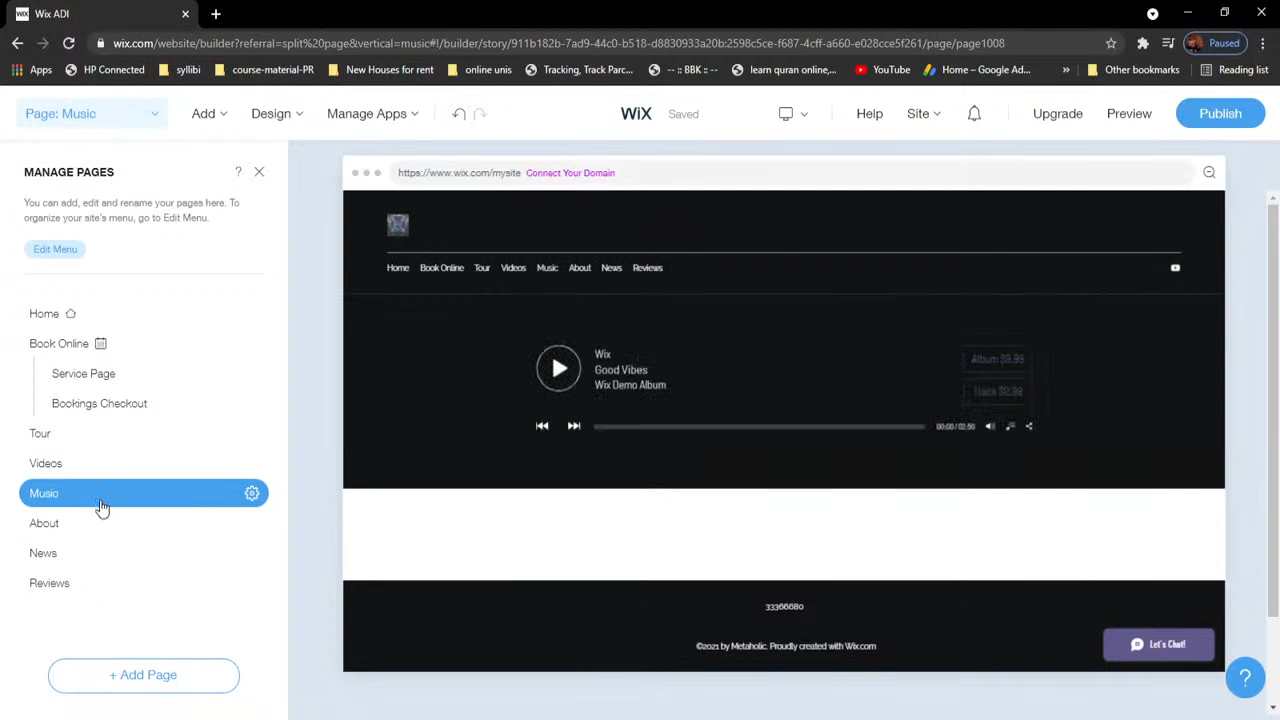 Wix ADI
wix.com/website/builder?referral=split%20page&vertical=music#!/builder/story/911b182b-7ad9-44c0-b518-d8830933a20b:2598c5ce-f687-4cff-a660-e028cce5f261/page/page1008
Paused
Apps HP Connected syllibi course-material-PR New Houses for rent online unis Tracking, Track Parc... -- :: BBK :: -- learn quran online,... YouTube Home – Google Ad... » Other bookmarks Reading list
Page: Music Add Design Manage Apps WiX Saved Help Site Upgrade Preview Publish
MANAGE PAGES ?
You can add, edit and rename your pages here. To
organize your site's menu, go to Edit Menu.
Edit Menu
Home
Book Online
Service Page
Bookings Checkout
Tour
Videos
Music
About
News
Reviews
+ Add Page
https://www.wix.com/mysite Connect Your Domain
Home Book Online Tour Videos Music About News Reviews
Wix
Good Vibes
Wix Demo Album
Album $9.99
Track $2.99
00:00 / 02:50
33366680
©2021 by Metaholic. Proudly created with Wix.com
Let's Chat!
?